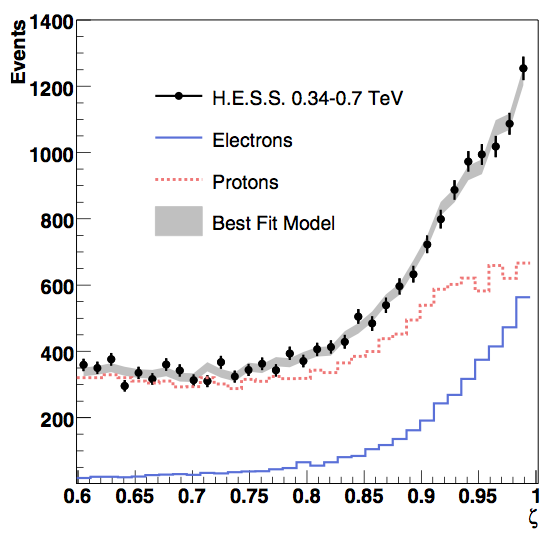 Events
1400
1200
1000
800
600
400
200
H.E.S.S. 0.34-0.7 TeV
Electrons
Protons
Best Fit Model
0.6 0.65 0.7 0.75 0.8 0.85 0.9 0.95 1
ζ